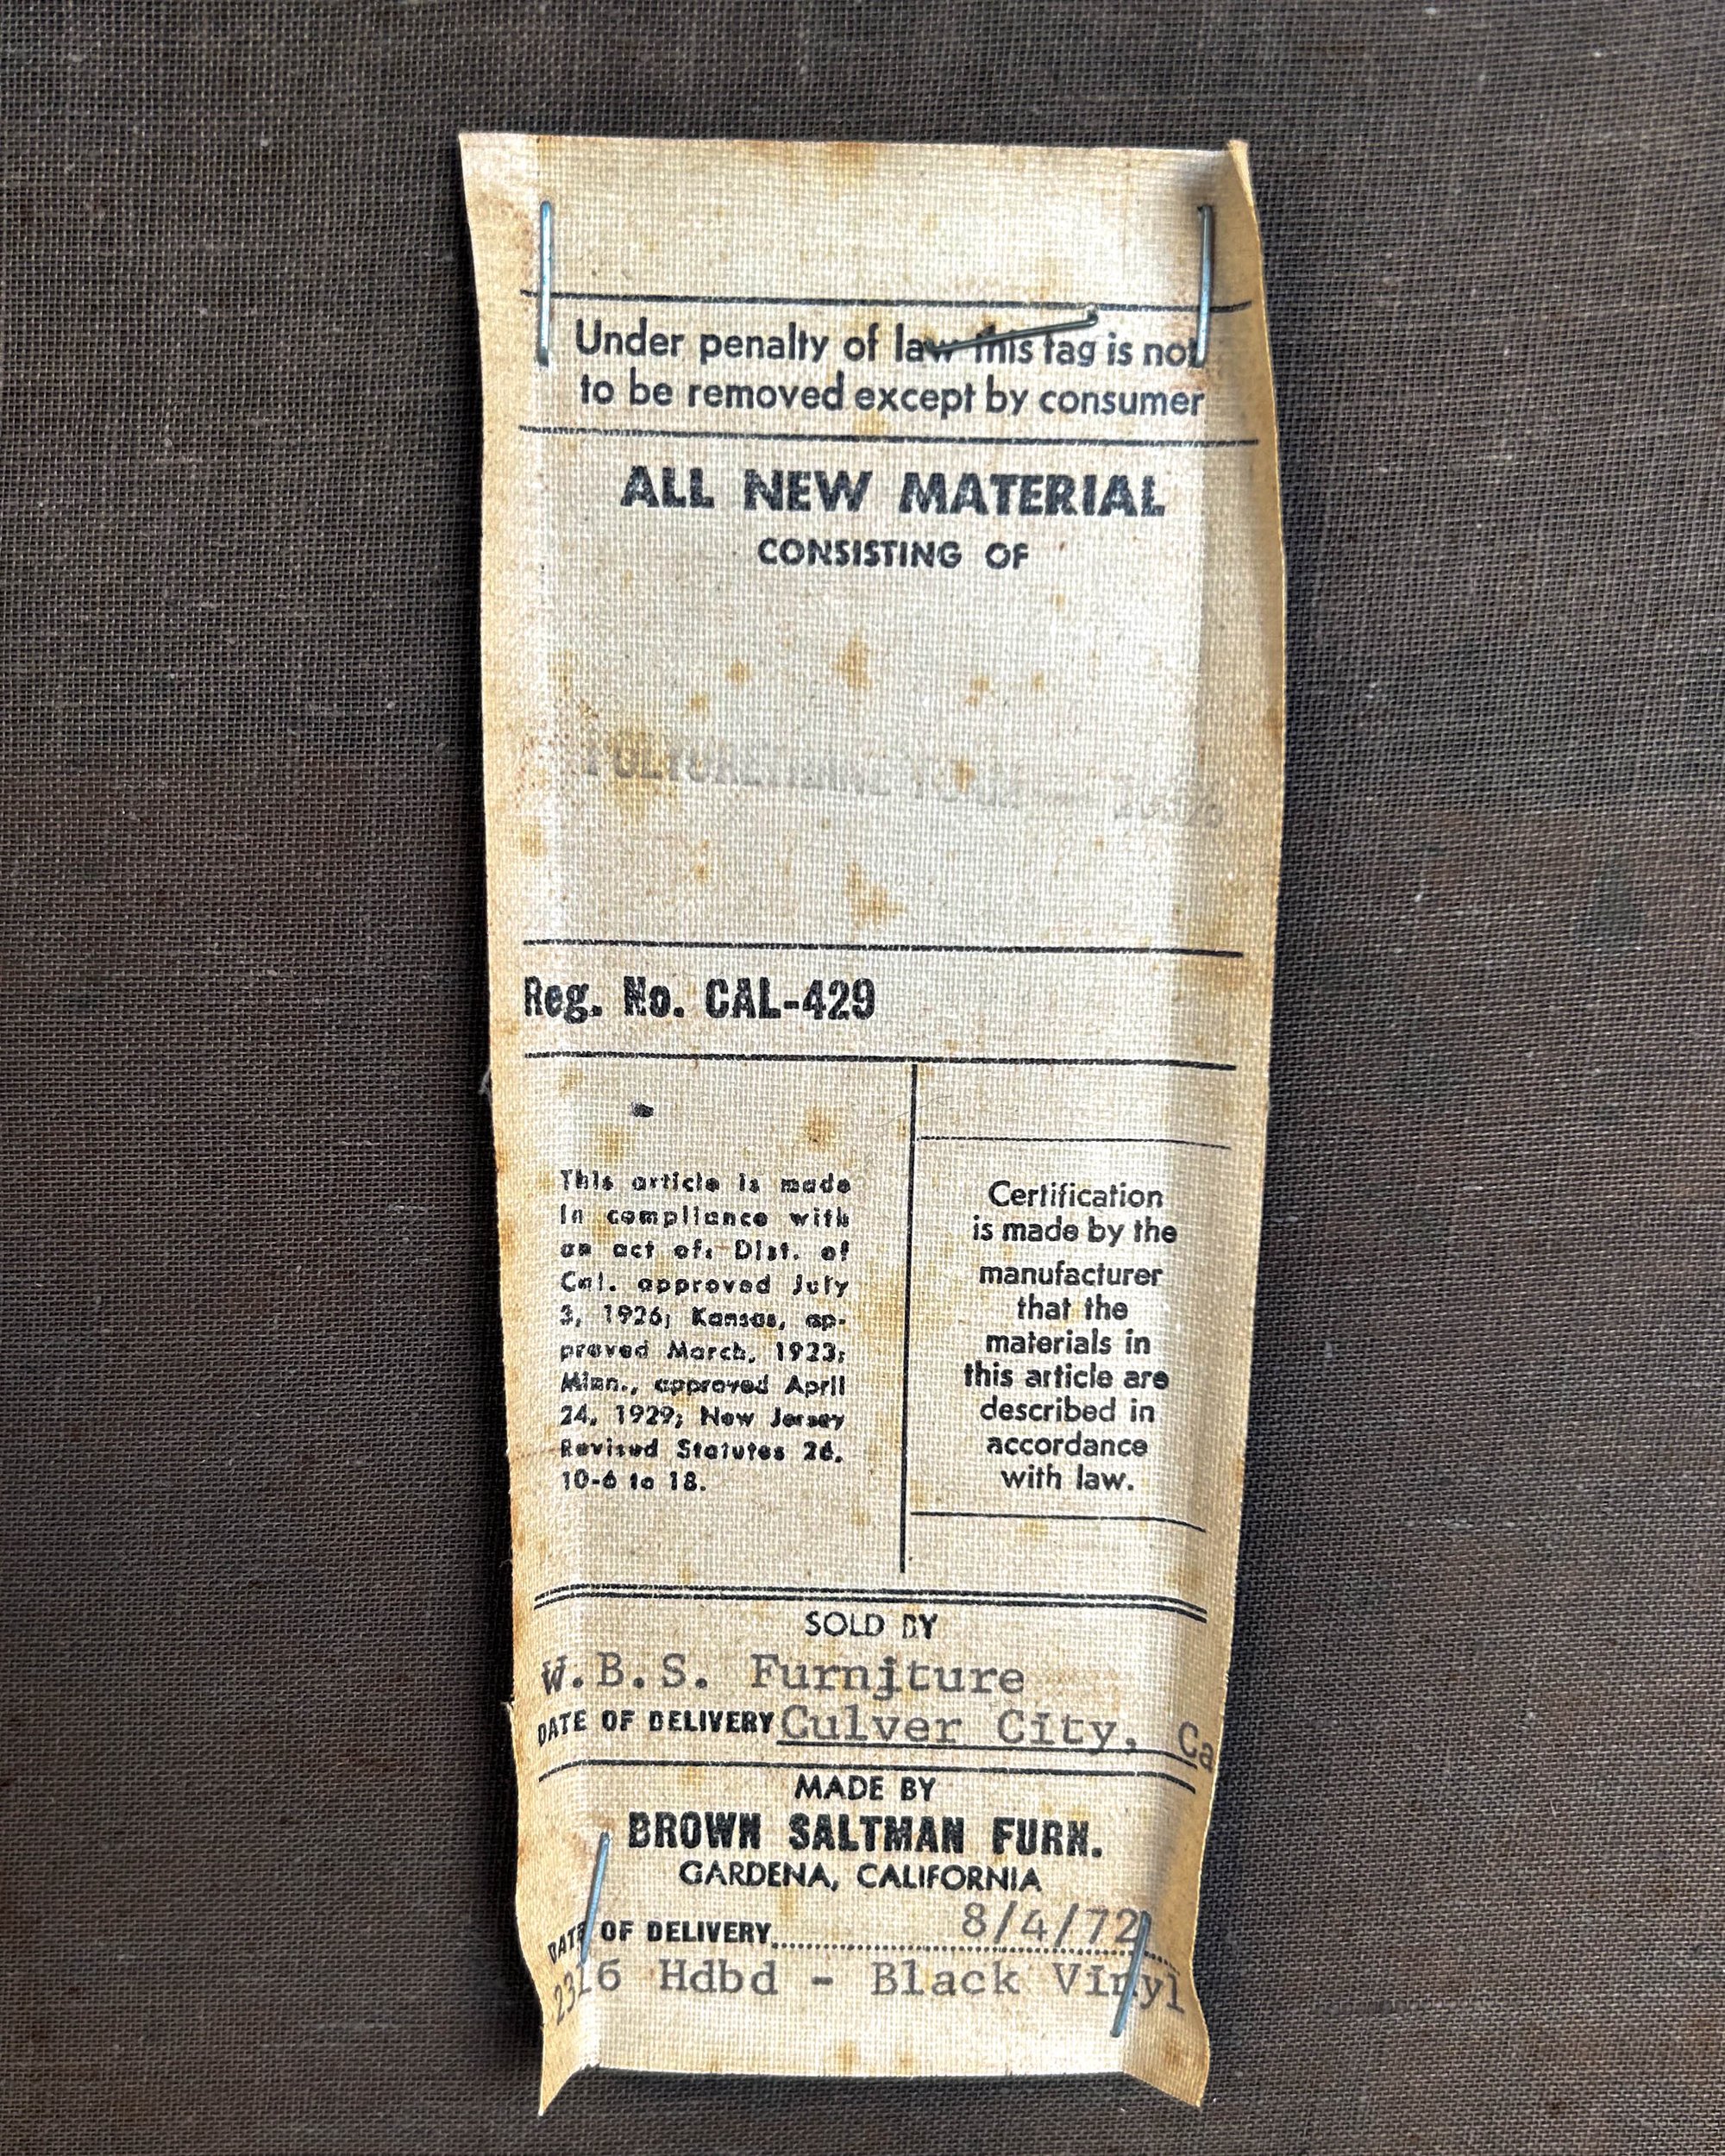 Under penalty of law this tag is not
to be removed except by consumer
ALL NEW MATERIAL
CONSISTING OF
POLYURETHANE FOAM
Reg. No. CAL-429
This article is made
in compliance with
an act of: Dist. of
Cal. approved July
3, 1926; Kansas, ap-
proved March, 1923;
Minn., approved April
24, 1929; New Jersey
Revised Statutes 26.
10-6 to 18.
Certification
is made by the
manufacturer
that the
materials in
this article are
described in
accordance
with law.
SOLD BY
W.B.S. Furniture
DATE OF DELIVERY Culver City, Ca
MADE BY
BROWN SALTMAN FURN.
GARDENA, CALIFORNIA
DATE OF DELIVERY 8/4/72
2316 Hdbd - Black Vinyl